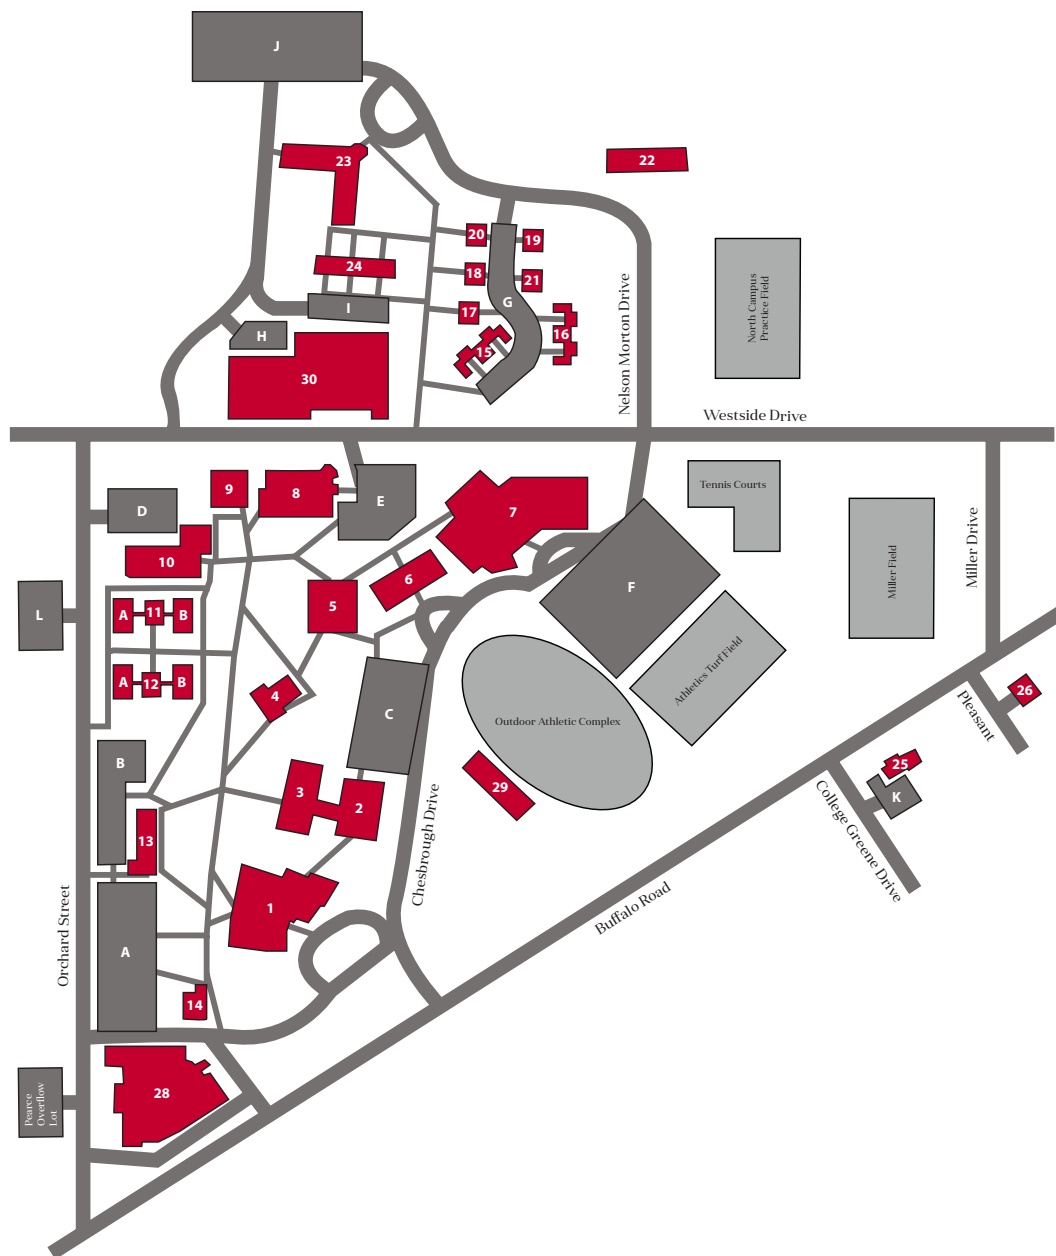 J
23
22
20
19
24
18
21
G
I
17
H
16
15
30
North Campus
Practice Field
Nelson Morton Drive
Westside Drive
9
8
E
D
7
Tennis Courts
10
6
F
Miller Field
Miller Drive
L
A
11
B
5
A
12
B
4
C
Athletics Turf Field
Outdoor Athletic Complex
26
Pleasant
B
3
2
29
25
K
College Greene Drive
13
Chesbrough Drive
1
Buffalo Road
Orchard Street
A
14
28
Pearce
Overflow
Lot